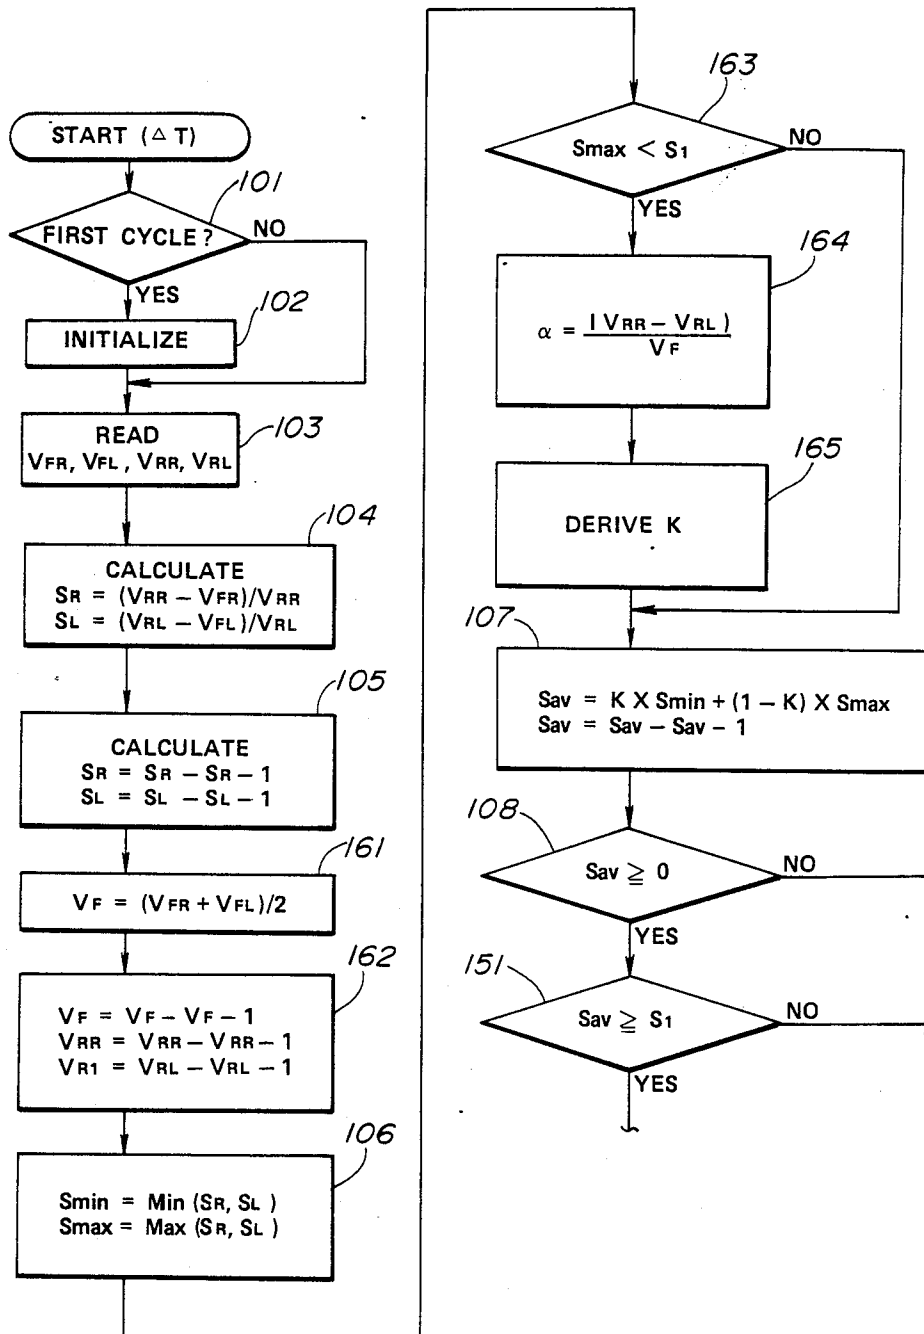 START (△ T)
101
FIRST CYCLE?
NO
YES
102
INITIALIZE
READ
VFR, VFL, VRR, VRL
103
104
CALCULATE
SR = (VRR − VFR)/VRR
SL = (VRL − VFL)/VRL
105
CALCULATE
SR = SR − SR − 1
SL = SL − SL − 1
161
VF = (VFR + VFL)/2
162
VF = VF − VF − 1
VRR = VRR − VRR − 1
VR1 = VRL − VRL − 1
106
Smin = Min (SR, SL)
Smax = Max (SR, SL)
163
Smax < S1
NO
YES
164
α = (VRR − VRL)
VF
165
DERIVE K
107
Sav = K X Smin + (1 − K) X Smax
Sav = Sav − Sav − 1
108
Sav ≧ 0
NO
YES
151
Sav ≧ S1
NO
YES